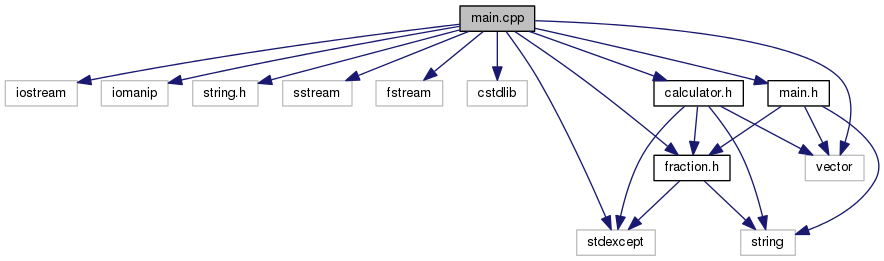 main.cpp
iostream
iomanip
string.h
sstream
fstream
cstdlib
calculator.h
main.h
fraction.h
vector
stdexcept
string